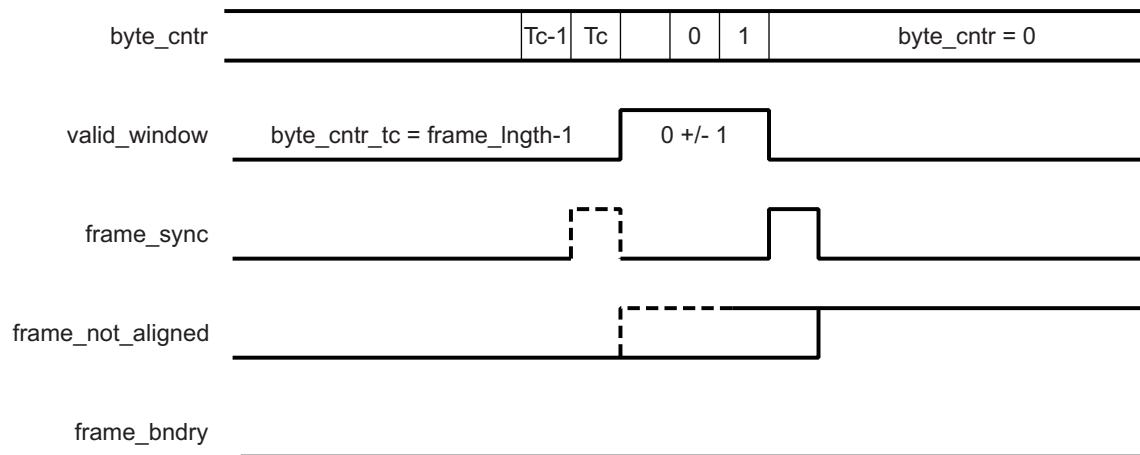 byte_cntr Tc-1 Tc 0 1 byte_cntr = 0
valid_window byte_cntr_tc = frame_lngth-1 0 +/- 1
frame_sync
frame_not_aligned
frame_bndry